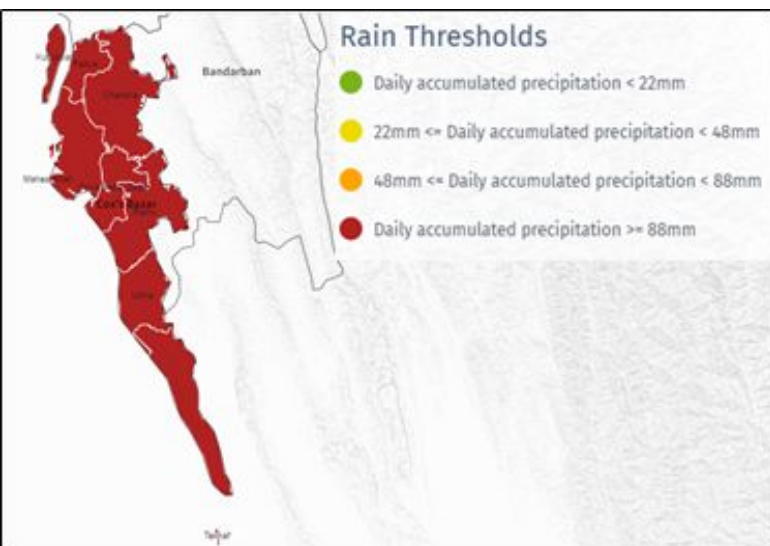 Rain Thresholds
Bandarban
Daily accumulated precipitation < 22mm
22mm <= Daily accumulated precipitation < 48mm
48mm <= Daily accumulated precipitation < 88mm
Cox's Bazar
Daily accumulated precipitation >= 88mm